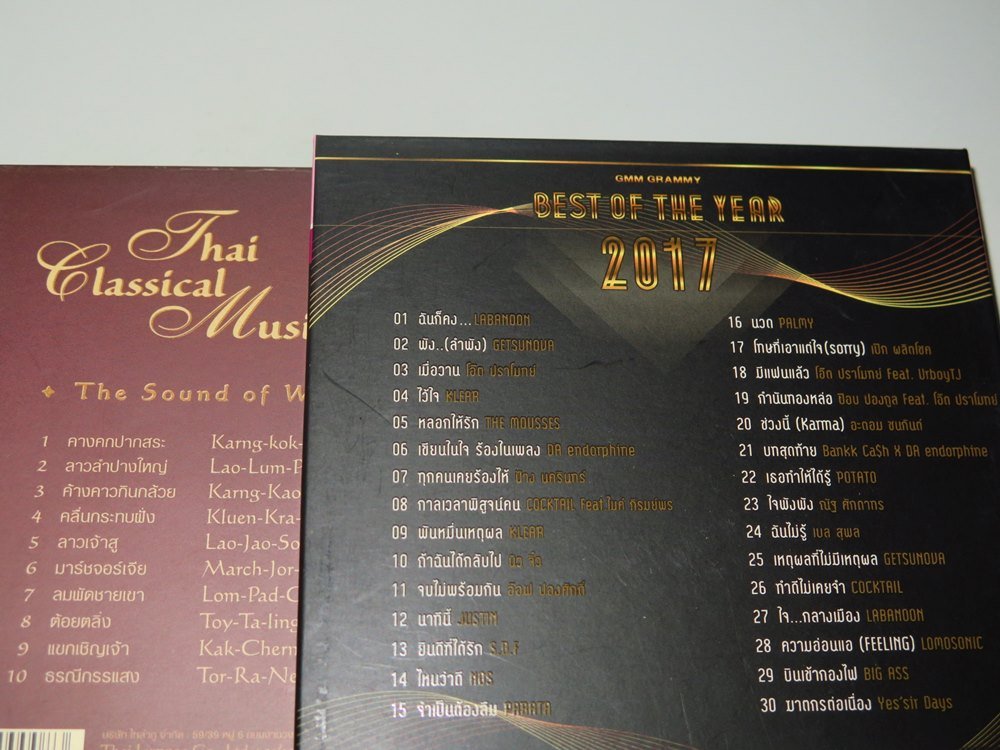 Thai
Classical
Musi
The Sound of W
1 คางคกปากสระ Karng-kok-
2 ลาวลำปางใหญ่ Lao-Lum-P
3 ค้างคาวกินกล้วย Karng-Kao
4 คลื่นกระทบฝั่ง Kluen-Kra-
5 ลาวเจ้าสู Lao-Jao-So
6 มาร์ชจอร์เจีย March-Jor-
7 ลมพัดชายเขา Lom-Pad-C
8 ต้อยตลิ่ง Toy-Ta-ling
9 แขกเชิญเจ้า Kak-Chern
10 ธรณีกรรแสง Tor-Ra-Ne
GMM GRAMMY
BEST OF THE YEAR
2017
01 ฉันก็คง...LABANOON
02 พัง..(ลำพัง) GETSUNOVA
03 เมื่อวาน โอ๊ต ปราโมทย์
04 ไว้ใจ KLEAR
05 หลอกให้รัก THE MOUSSES
06 เขียนในใจ ร้องในเพลง DA endorphine
07 ทุกคนเคยร้องไห้ ป้าง นครินทร์
08 กาลเวลาพิสูจน์คน COCKTAIL Feat.ไมค์ ภิรมย์พร
09 พันหมื่นเหตุผล KLEAR
10 ถ้าฉันได้กลับไป นิว จิ๋ว
11 จบไม่พร้อมกัน อ๊อฟ ปองศักดิ์
12 นาทีนี้ JUSTIN
13 ยินดีที่ได้รัก S.D.F
14 ไหนว่าดี NOS
15 จำเป็นต้องลืม PARATA
16 นวด PALMY
17 โทษที่เอาแต่ใจ(sorry) เป๊ก ผลิตโชค
18 มีแฟนแล้ว โอ๊ต ปราโมทย์ Feat. UrboyTJ
19 กำนันทองหล่อ ป๊อบ ปองกูล Feat. โอ๊ต ปราโมทย์
20 ช่วงนี้ (Karma) อะตอม ชนกันต์
21 บทสุดท้าย Bankk Ca$h X DA endorphine
22 เธอทำให้ได้รู้ POTATO
23 ใจพังพัง ณัฐ ศักดาทร
24 ฉันไม่รู้ เบล สุพล
25 เหตุผลที่ไม่มีเหตุผล GETSUNOVA
26 ทำดีไม่เคยจำ COCKTAIL
27 ใจ...กลางเมือง LABANOON
28 ความอ่อนแอ (FEELING) LOMOSONIC
29 บินเข้ากองไฟ BIG ASS
30 ฆาตกรต่อเนื่อง Yes'sir Days